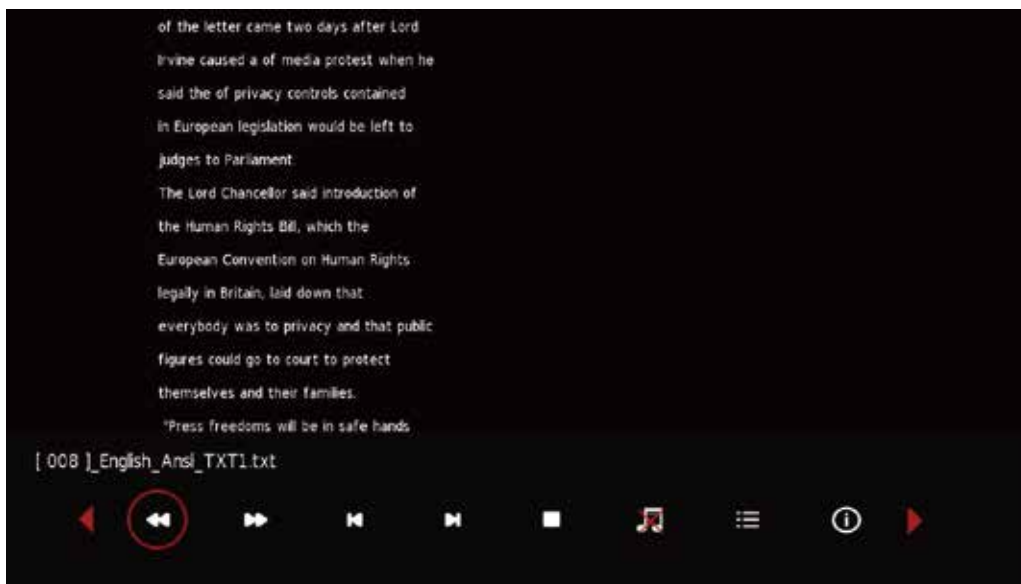 of the letter came two days after Lord
Irvine caused a of media protest when he
said the of privacy controls contained
in European legislation would be left to
judges to Parliament.
The Lord Chancellor said introduction of
the Human Rights Bill, which the
European Convention on Human Rights
legally in Britain, laid down that
everybody was to privacy and that public
figures could go to court to protect
themselves and their families.
"Press freedoms will be in safe hands
[ 008 ]_English_Ansi_TXT1.txt